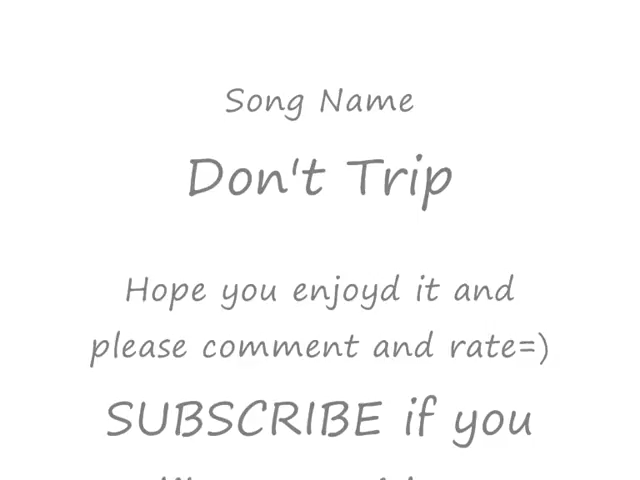 Song Name
Don't Trip
Hope you enjoyd it and
please comment and rate=)
SUBSCRIBE if you